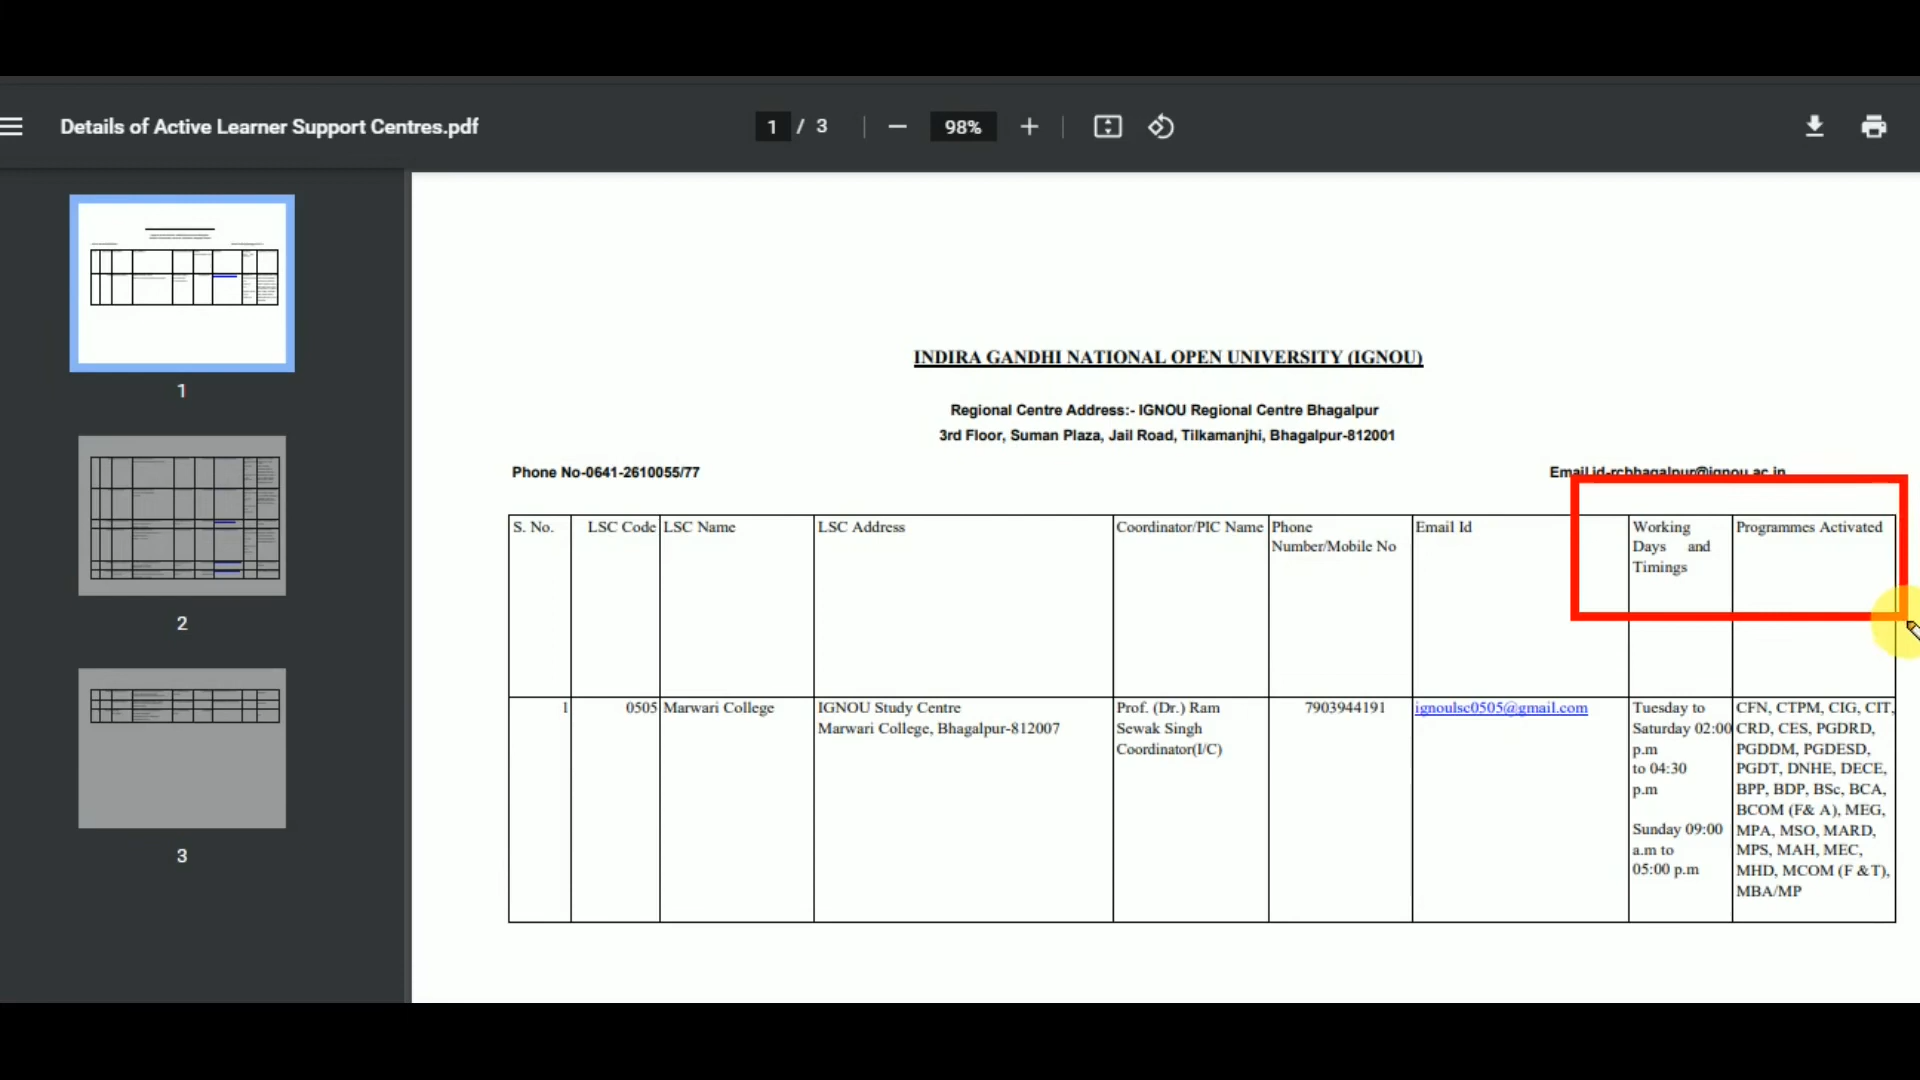 Details of Active Learner Support Centres.pdf
1 / 3
98%
1
2
3
INDIRA GANDHI NATIONAL OPEN UNIVERSITY (IGNOU)
Regional Centre Address:- IGNOU Regional Centre Bhagalpur
3rd Floor, Suman Plaza, Jail Road, Tilkamanjhi, Bhagalpur-812001
Phone No-0641-2610055/77
Email id-rcbhagalpur@ignou.ac.in
S. No.
LSC Code
LSC Name
LSC Address
Coordinator/PIC Name
Phone
Number/Mobile No
Email Id
Working
Days and
Timings
Programmes Activated
1
0505
Marwari College
IGNOU Study Centre
Marwari College, Bhagalpur-812007
Prof. (Dr.) Ram
Sewak Singh
Coordinator(I/C)
7903944191
ignoulsc0505@gmail.com
Tuesday to
Saturday 02:00
p.m
to 04:30
p.m
Sunday 09:00
a.m to
05:00 p.m
CFN, CTPM, CIG, CIT,
CRD, CES, PGDRD,
PGDDM, PGDESD,
PGDT, DNHE, DECE,
BPP, BDP, BSc, BCA,
BCOM (F& A), MEG,
MPA, MSO, MARD,
MPS, MAH, MEC,
MHD, MCOM (F &T),
MBA/MP